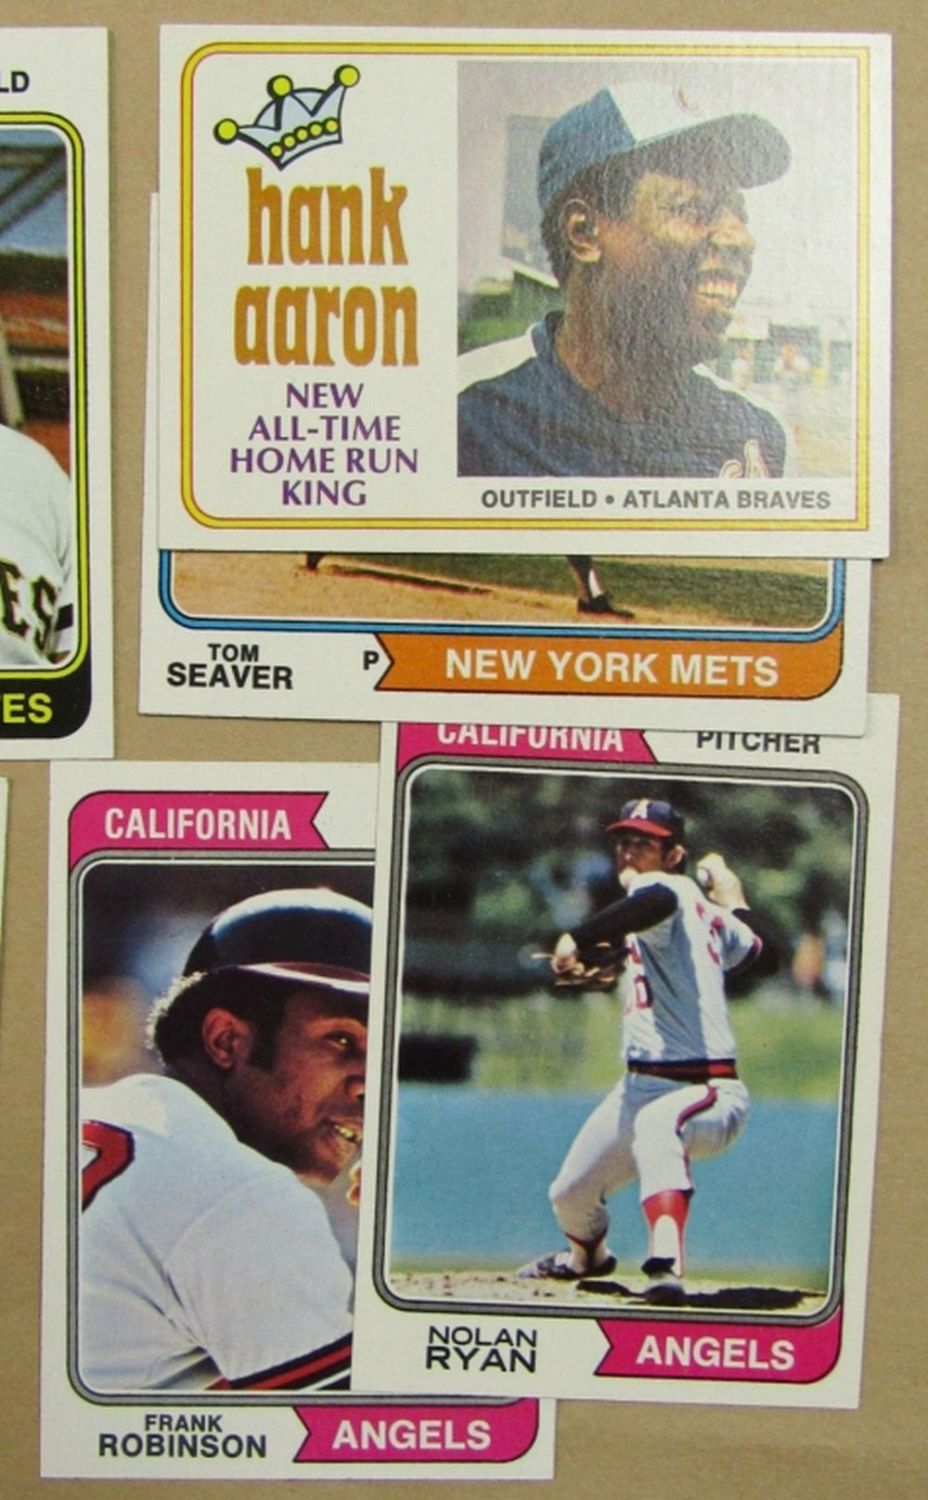 LD
hank
aaron
NEW
ALL-TIME
HOME RUN
KING
OUTFIELD • ATLANTA BRAVES
ES
TOM
SEAVER
P
NEW YORK METS
ES
CALIFORNIA
PITCHER
CALIFORNIA
A
NOLAN
RYAN
ANGELS
FRANK
ROBINSON
ANGELS